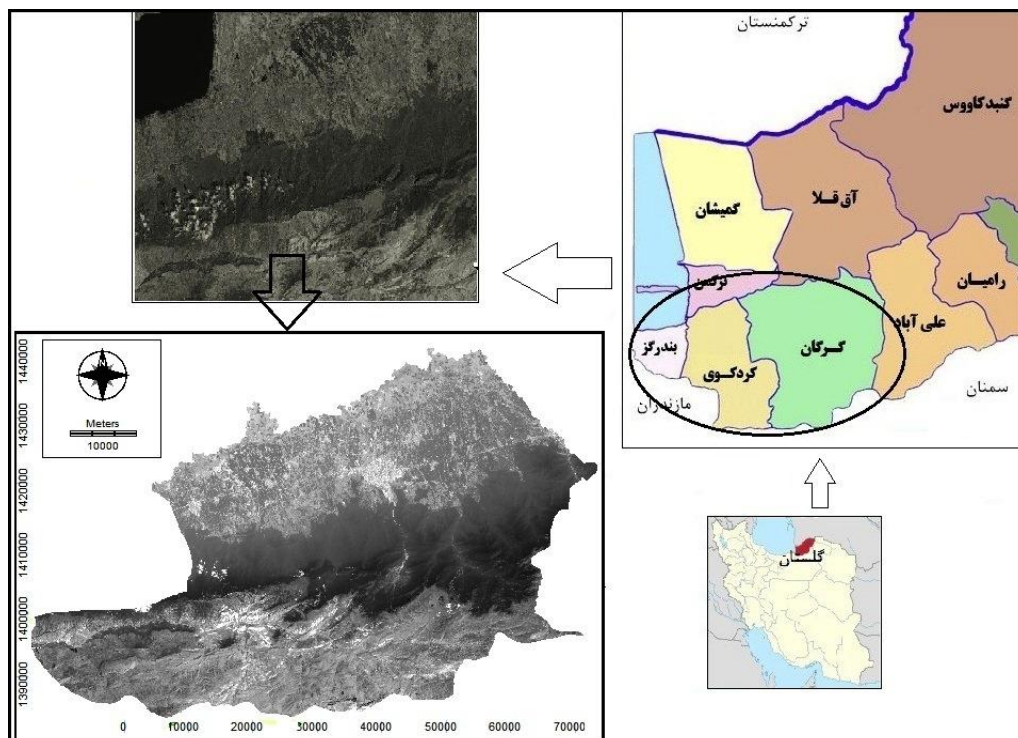 ترکمنستان
گنبدکاووس
آق قلا
گمیشان
رامیان
ترکمن
علی آباد
بندرگز
گرگان
کردکوی
سمنان
مازندران
گلستان
Meters
10000
1440000
1430000
1420000
1410000
1400000
1390000
0 10000 20000 30000 40000 50000 60000 70000